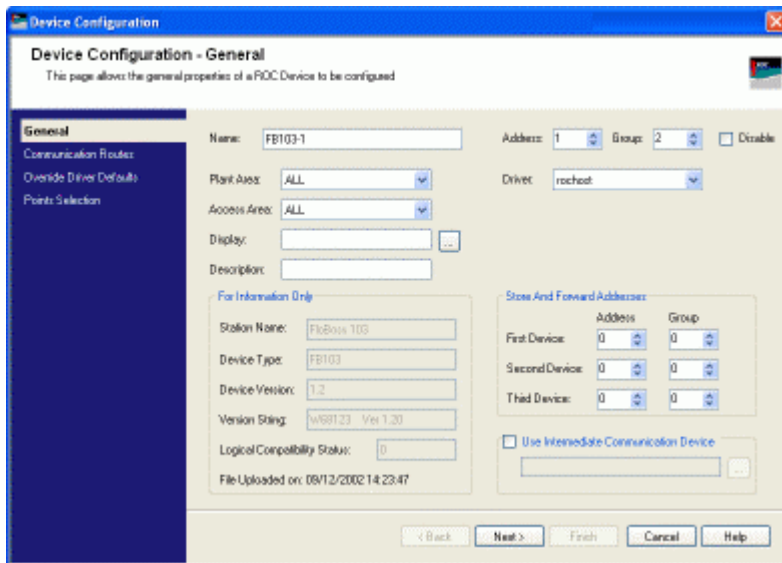 Device Configuration
Device Configuration - General
This page allows the general properties of a ROC Device to be configured
ROC
General
Communication Routes
Override Driver Defaults
Points Selection
Name: FB103-1 Address: 1 Group: 2 Disable
Plant Area: ALL Driver: rochost
Access Area: ALL
Display: ...
Description:
For Information Only
Station Name: FloBoss 103
Device Type: FB103
Device Version: 1.2
Version String: W68123 Ver 1.20
Logical Compatibility Status: 0
File Uploaded on: 09/12/2002 14:23:47
Store And Forward Addresses
Address Group
First Device: 0 0
Second Device: 0 0
Third Device: 0 0
Use Intermediate Communication Device
...
< Back Next > Finish Cancel Help